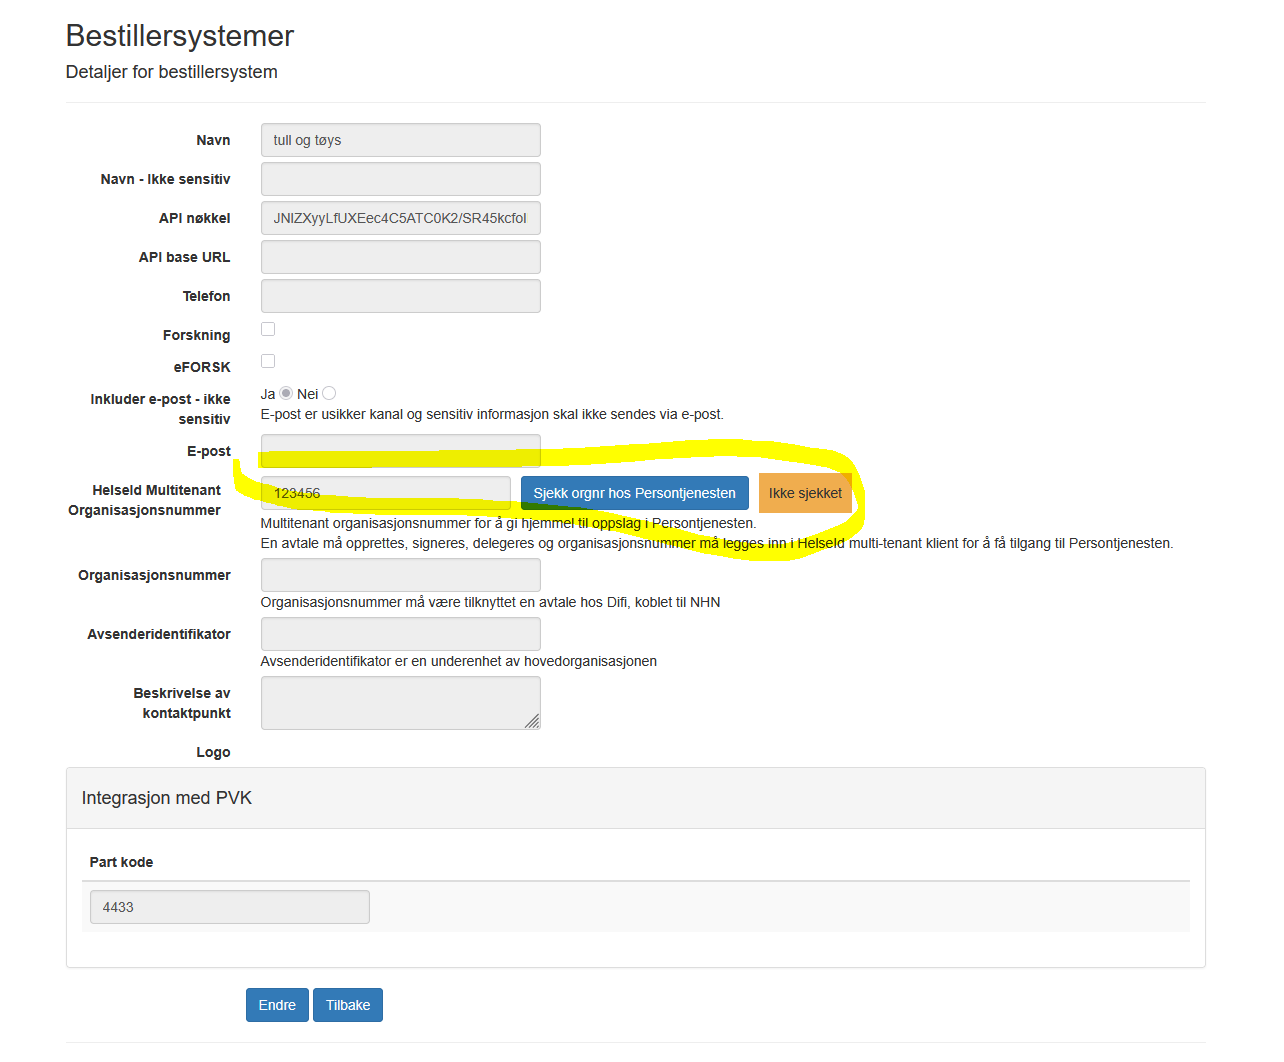 Bestillersystemer
Detaljer for bestillersystem
Navn
tull og tøys
Navn - Ikke sensitiv
API nøkkel
JNIZXyyLfUXEec4C5ATC0K2/SR45kcfol
API base URL
Telefon
Forskning
eFORSK
Inkluder e-post - ikke
sensitiv
Ja Nei
E-post er usikker kanal og sensitiv informasjon skal ikke sendes via e-post.
E-post
HelseId Multitenant
Organisasjonsnummer
123456
Sjekk orgnr hos Persontjenesten
Ikke sjekket
Multitenant organisasjonsnummer for å gi hjemmel til oppslag i Persontjenesten.
En avtale må opprettes, signeres, delegeres og organisasjonsnummer må legges inn i HelseId multi-tenant klient for å få tilgang til Persontjenesten.
Organisasjonsnummer
Organisasjonsnummer må være tilknyttet en avtale hos Difi, koblet til NHN
Avsenderidentifikator
Avsenderidentifikator er en underenhet av hovedorganisasjonen
Beskrivelse av
kontaktpunkt
Logo
Integrasjon med PVK
Part kode
4433
Endre
Tilbake